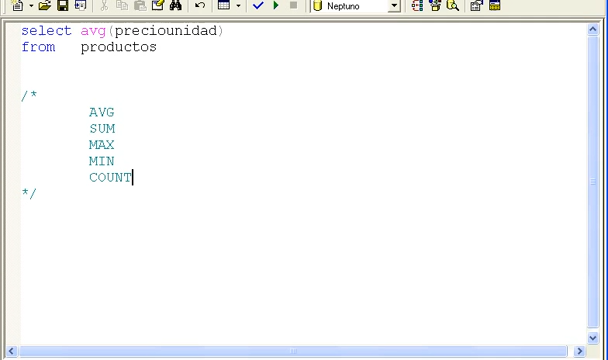 Neptuno
select avg(preciounidad)
from   productos
/*
AVG
SUM
MAX
MIN
COUNT
*/